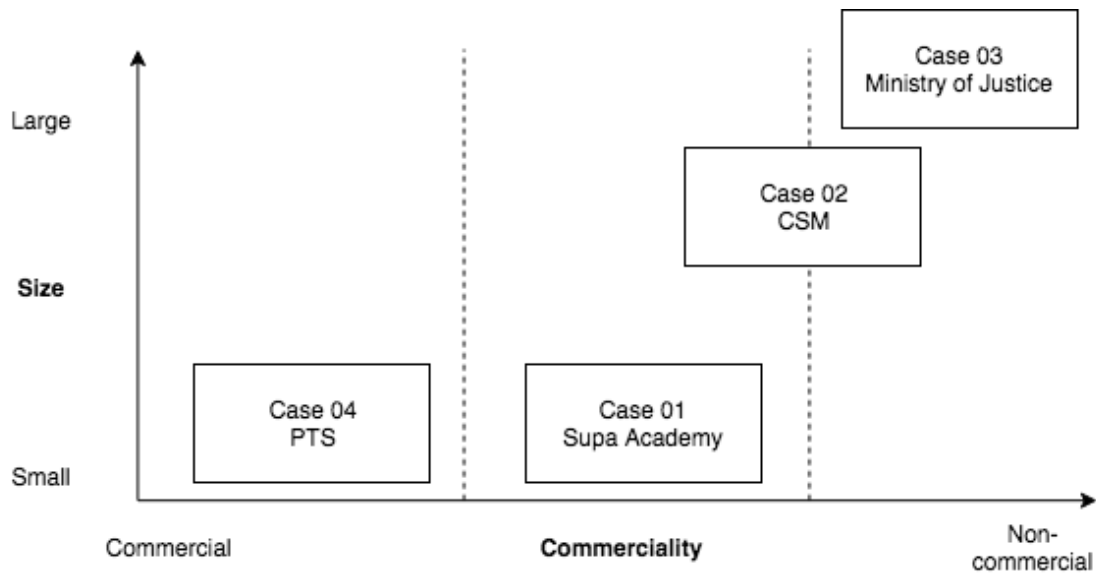 Case 03
Ministry of Justice
Large
Case 02
CSM
Size
Case 04
PTS
Case 01
Supa Academy
Small
Commercial
Commerciality
Non-
commercial